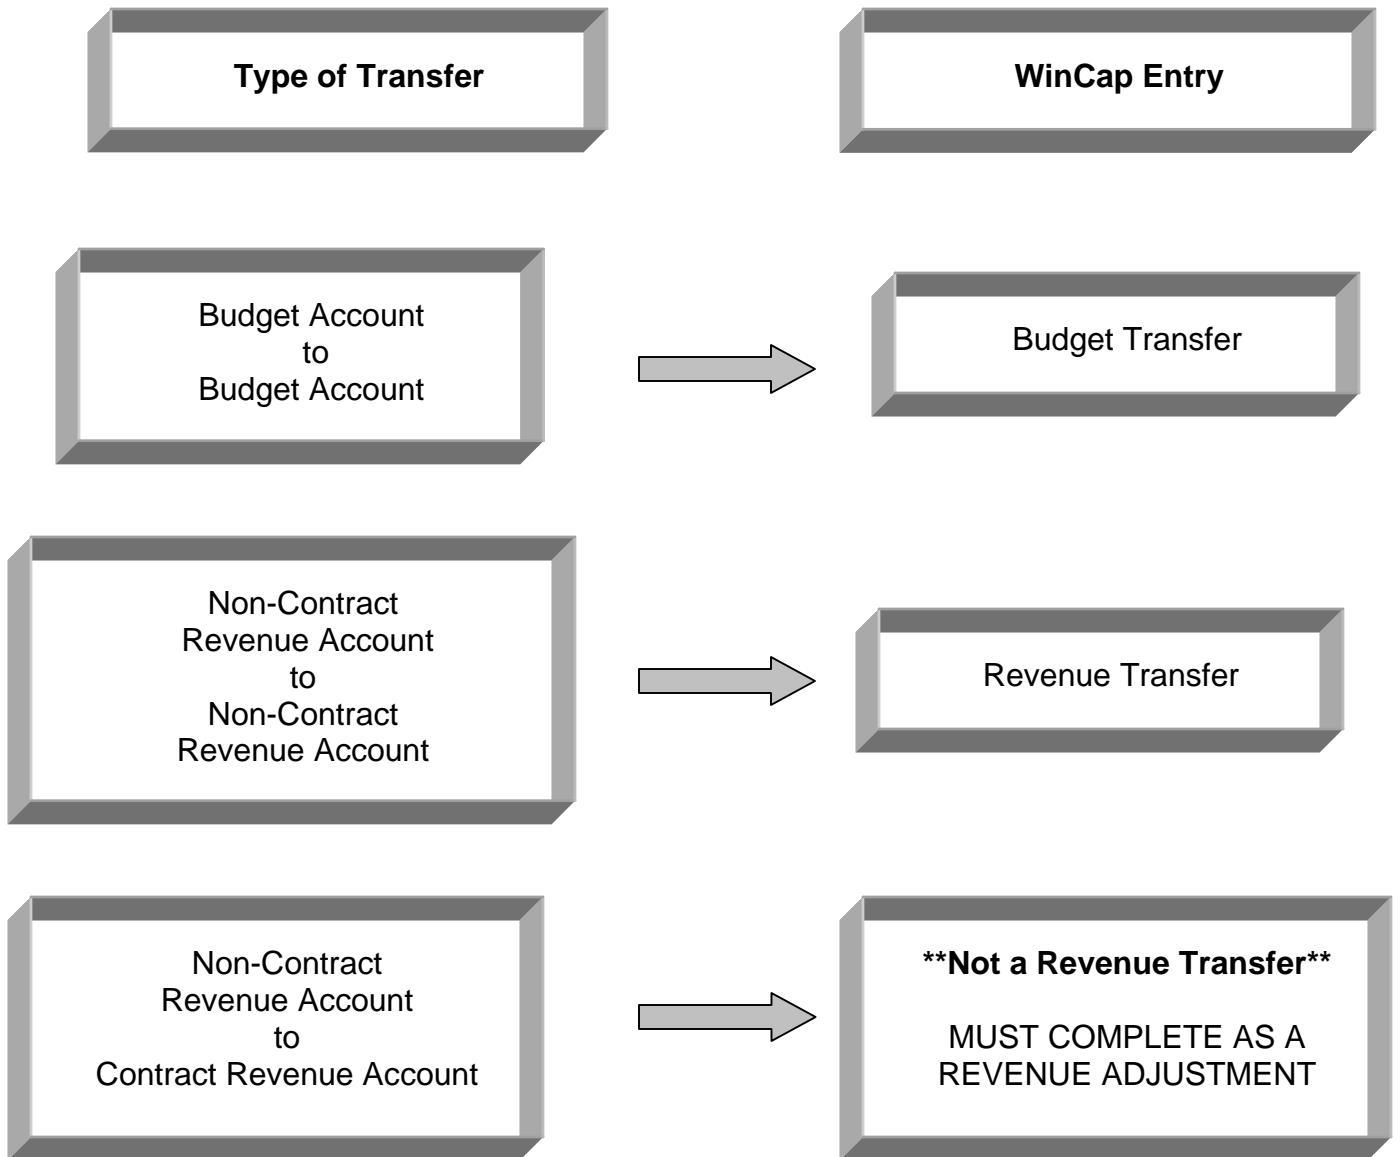 Type of Transfer
WinCap Entry
Budget Account
to
Budget Account
Budget Transfer
Non-Contract
Revenue Account
to
Non-Contract
Revenue Account
Revenue Transfer
Non-Contract
Revenue Account
to
Contract Revenue Account
**Not a Revenue Transfer**
MUST COMPLETE AS A
REVENUE ADJUSTMENT